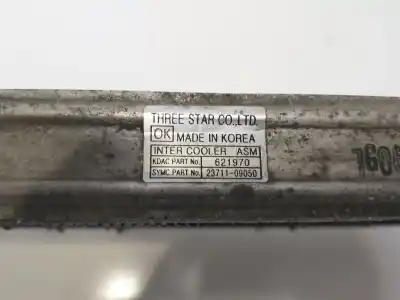 THREE STAR CO.,LTD.
OK MADE IN KOREA
INTER COOLER ASM
KDAC PART No. 621970
SYMC PART No. 23711-09050